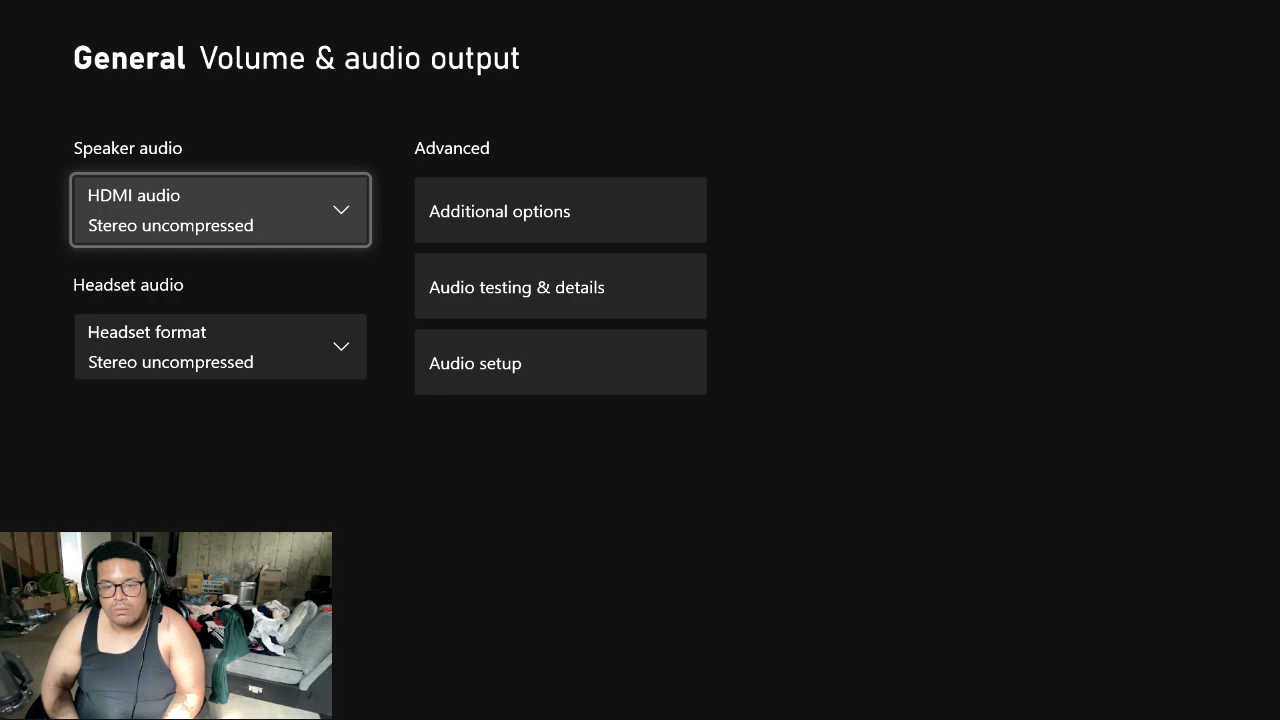 General Volume & audio output
Speaker audio
HDMI audio
Stereo uncompressed
Headset audio
Headset format
Stereo uncompressed
Advanced
Additional options
Audio testing & details
Audio setup